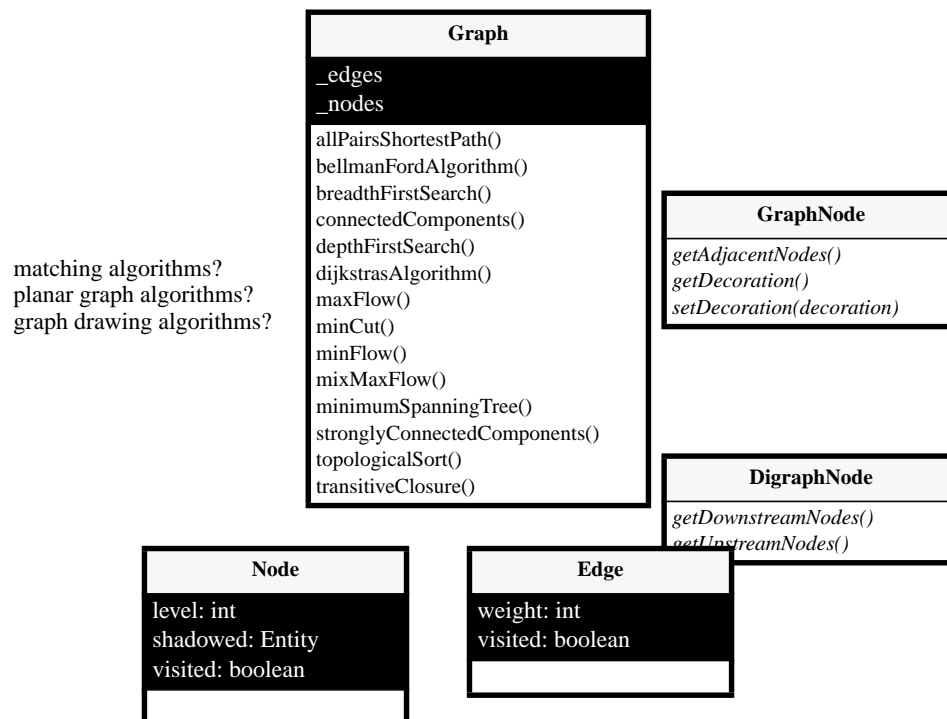 Graph
_edges
_nodes
allPairsShortestPath()
bellmanFordAlgorithm()
breadthFirstSearch()
connectedComponents()
depthFirstSearch()
dijkstrasAlgorithm()
maxFlow()
minCut()
minFlow()
mixMaxFlow()
minimumSpanningTree()
stronglyConnectedComponents()
topologicalSort()
transitiveClosure()
matching algorithms?
planar graph algorithms?
graph drawing algorithms?
GraphNode
getAdjacentNodes()
getDecoration()
setDecoration(decoration)
DigraphNode
getDownstreamNodes()
getUpstreamNodes()
Node
level: int
shadowed: Entity
visited: boolean
Edge
weight: int
visited: boolean